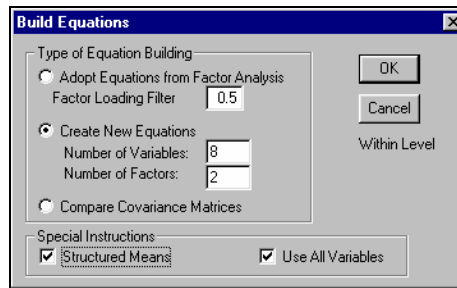 Build Equations
Type of Equation Building
Adopt Equations from Factor Analysis
Factor Loading Filter 0.5
OK
Cancel
Create New Equations
Within Level
Number of Variables: 8
Number of Factors: 2
Compare Covariance Matrices
Special Instructions
Structured Means Use All Variables